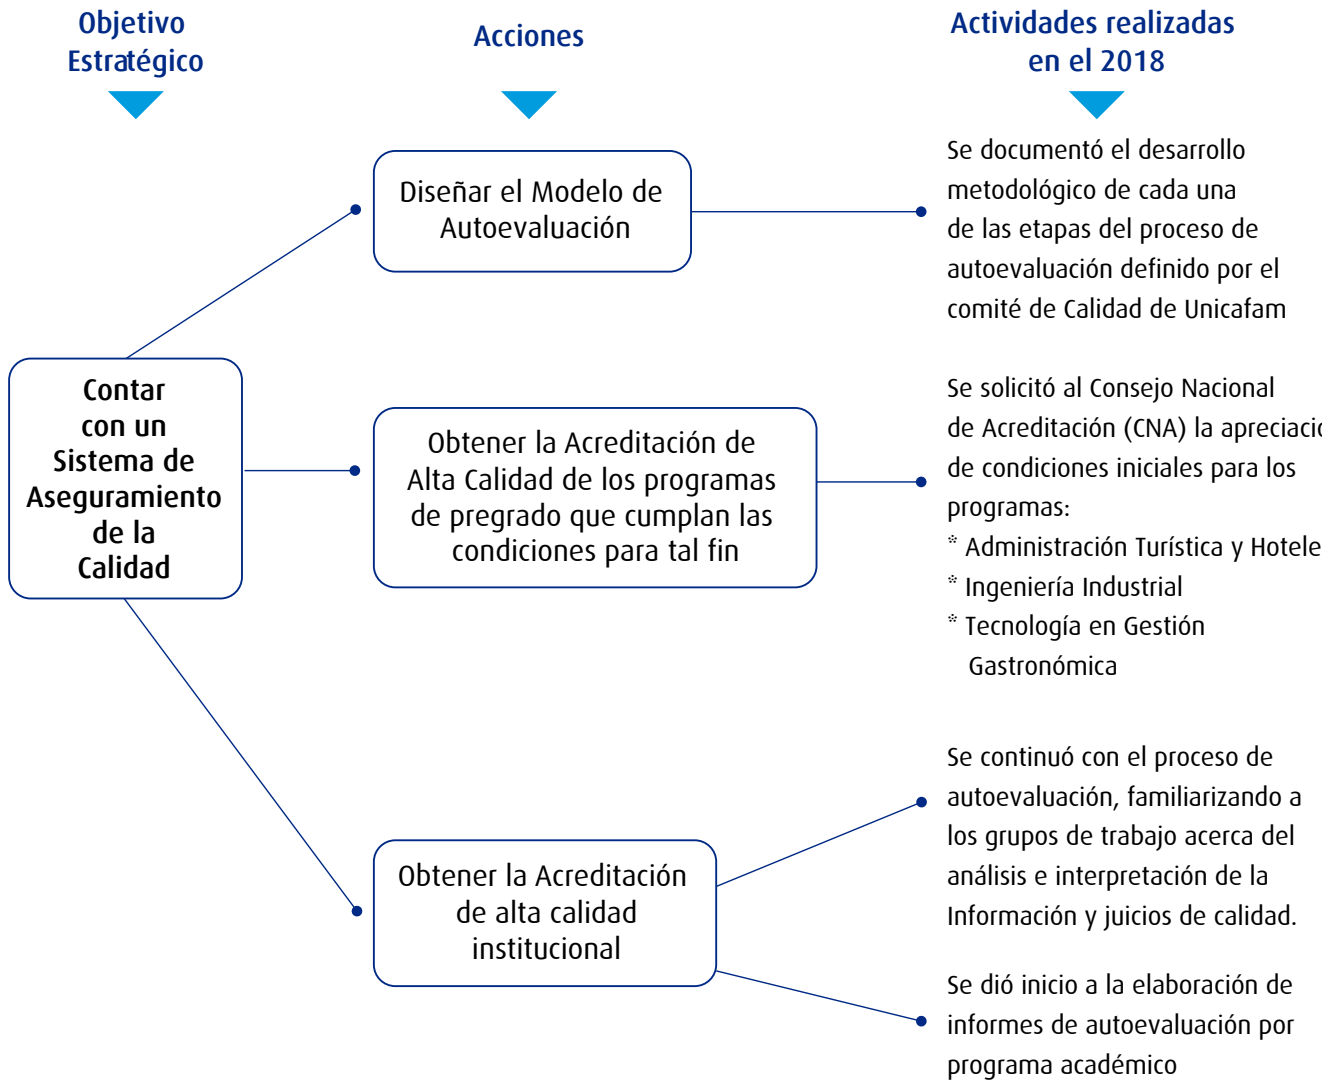 Objetivo
Estratégico
Acciones
Actividades realizadas
en el 2018
Contar
con un
Sistema de
Aseguramiento
de la
Calidad
Diseñar el Modelo de
Autoevaluación
Se documentó el desarrollo
metodológico de cada una
de las etapas del proceso de
autoevaluación definido por el
comité de Calidad de Unicafam
Obtener la Acreditación de
Alta Calidad de los programas
de pregrado que cumplan las
condiciones para tal fin
Se solicitó al Consejo Nacional
de Acreditación (CNA) la
de condiciones iniciales para los
programas:
* Administración Turística y
* Ingeniería Industrial
* Tecnología en Gestión
Gastronómica
Obtener la Acreditación
de alta calidad
institucional
Se continuó con el proceso de
autoevaluación, familiarizando a
los grupos de trabajo acerca del
análisis e interpretación de la
Información y juicios de calidad.
Se dió inicio a la elaboración de
informes de autoevaluación por
programa académico